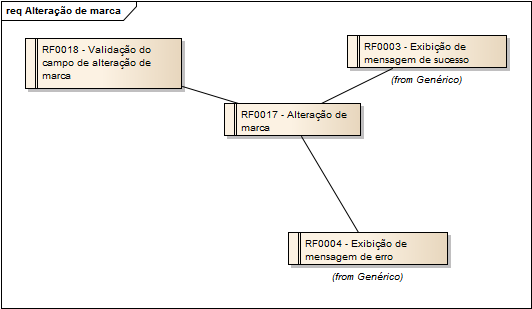 req Alteração de marca
RF0018 - Validação do
campo de alteração de
marca
RF0003 - Exibição de
mensagem de sucesso
(from Genérico)
RF0017 - Alteração de
marca
RF0004 - Exibição de
mensagem de erro
(from Genérico)